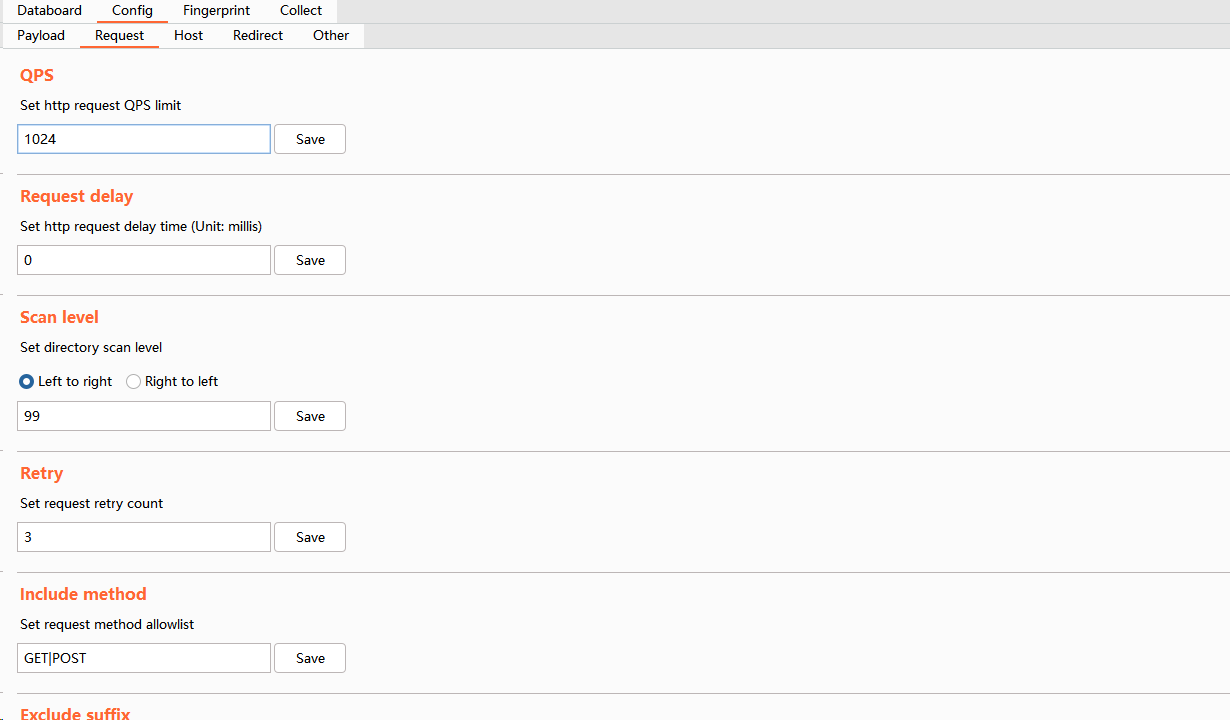 Databoard Config Fingerprint Collect
Payload Request Host Redirect Other
QPS
Set http request QPS limit
1024 Save
Request delay
Set http request delay time (Unit: millis)
0 Save
Scan level
Set directory scan level
Left to right Right to left
99 Save
Retry
Set request retry count
3 Save
Include method
Set request method allowlist
GET|POST Save
Exclude suffix